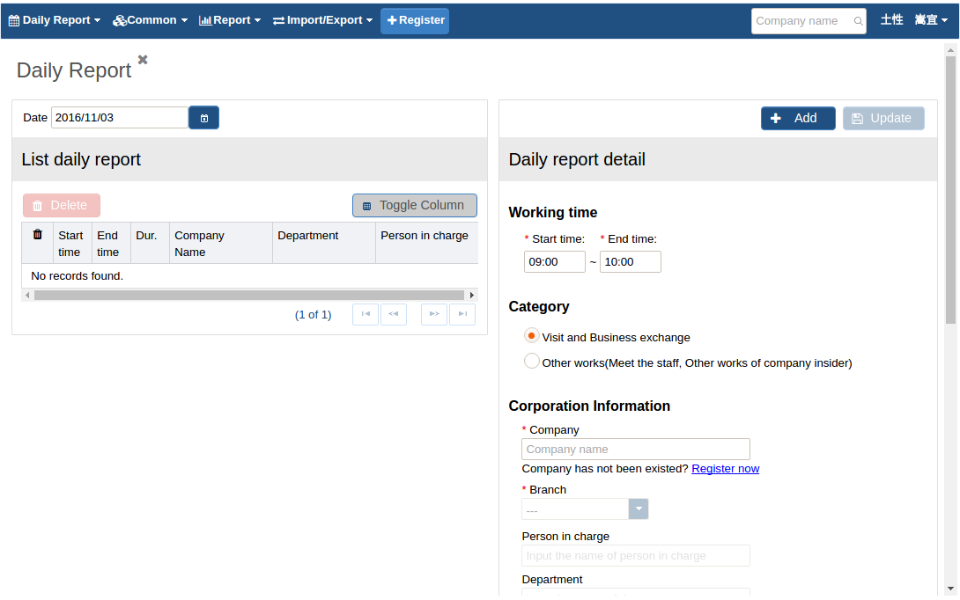 Daily Report Common Report Import/Export Register Company name 土性 嵩宜
Daily Report
Date 2016/11/03
Add Update
List daily report
Daily report detail
Delete Toggle Column
Start time End time Dur. Company Name Department Person in charge
No records found.
(1 of 1)
Working time
* Start time: * End time:
09:00 ~ 10:00
Category
Visit and Business exchange
Other works(Meet the staff, Other works of company insider)
Corporation Information
* Company
Company name
Company has not been existed? Register now
* Branch
---
Person in charge
Input the name of person in charge
Department